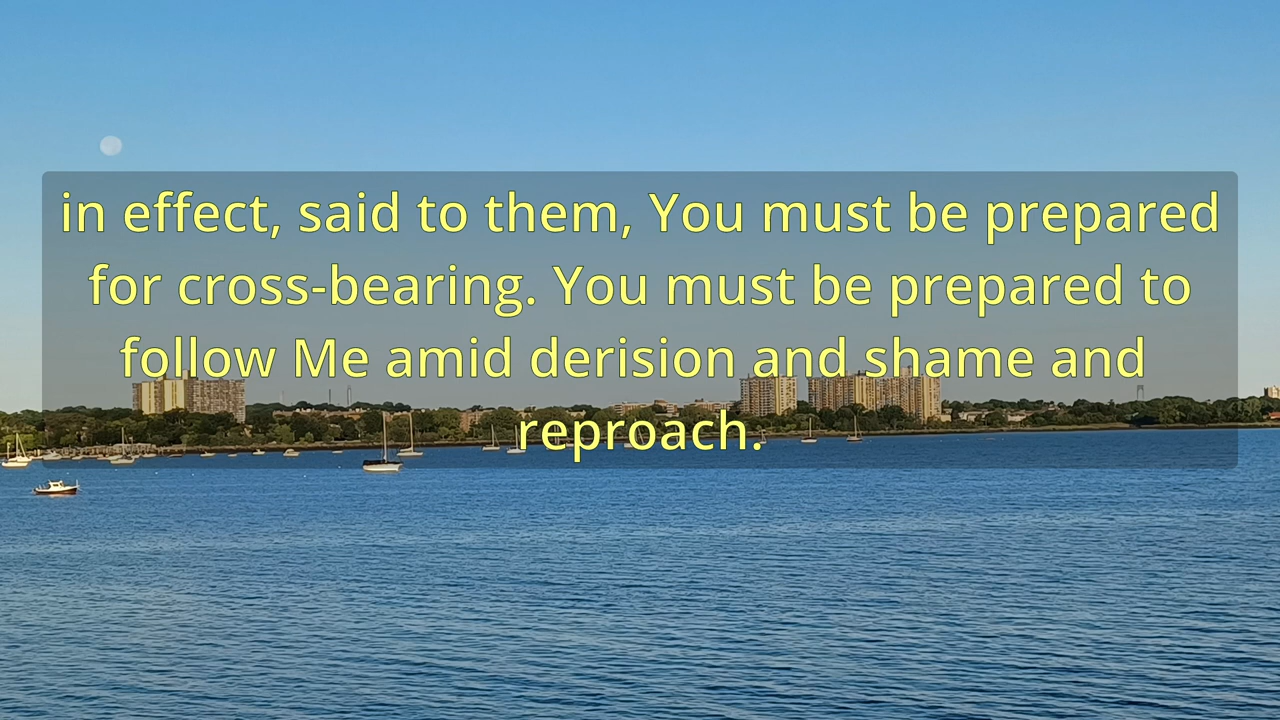 in effect, said to them, You must be prepared
for cross-bearing. You must be prepared to
follow Me amid derision and shame and
reproach.